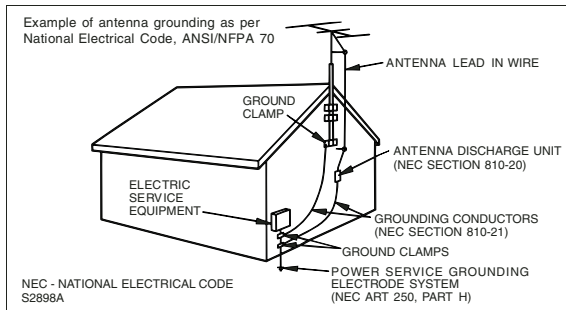 Example of antenna grounding as per
National Electrical Code, ANSI/NFPA 70
ANTENNA LEAD IN WIRE
GROUND
CLAMP
ANTENNA DISCHARGE UNIT
(NEC SECTION 810-20)
ELECTRIC
SERVICE
EQUIPMENT
GROUNDING CONDUCTORS
(NEC SECTION 810-21)
GROUND CLAMPS
POWER SERVICE GROUNDING
ELECTRODE SYSTEM
(NEC ART 250, PART H)
NEC - NATIONAL ELECTRICAL CODE
S2898A